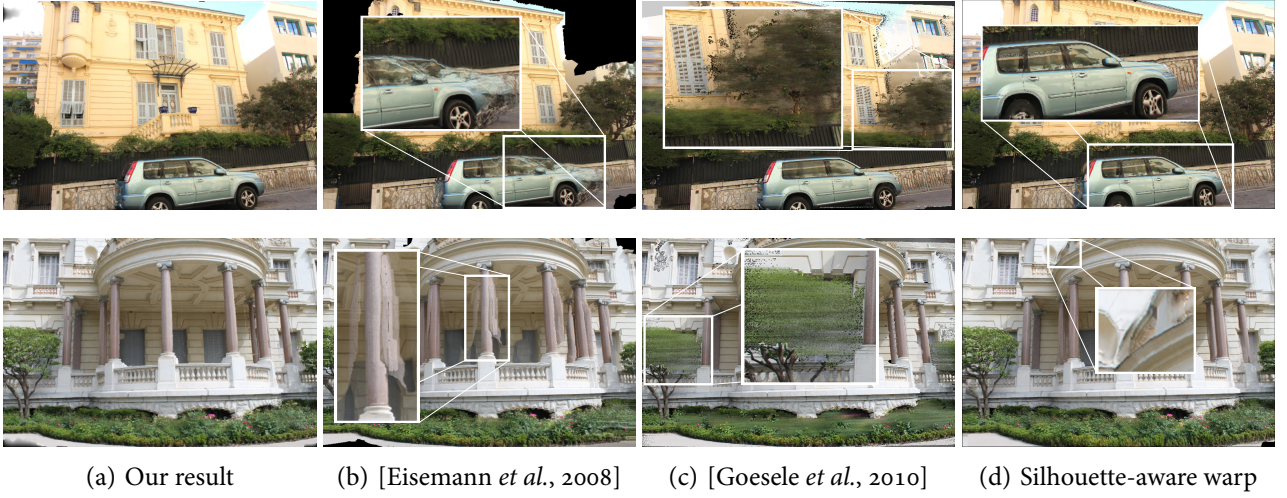 (a) Our result
(b) [Eisemann et al., 2008]
(c) [Goesele et al., 2010]
(d) Silhouette-aware warp